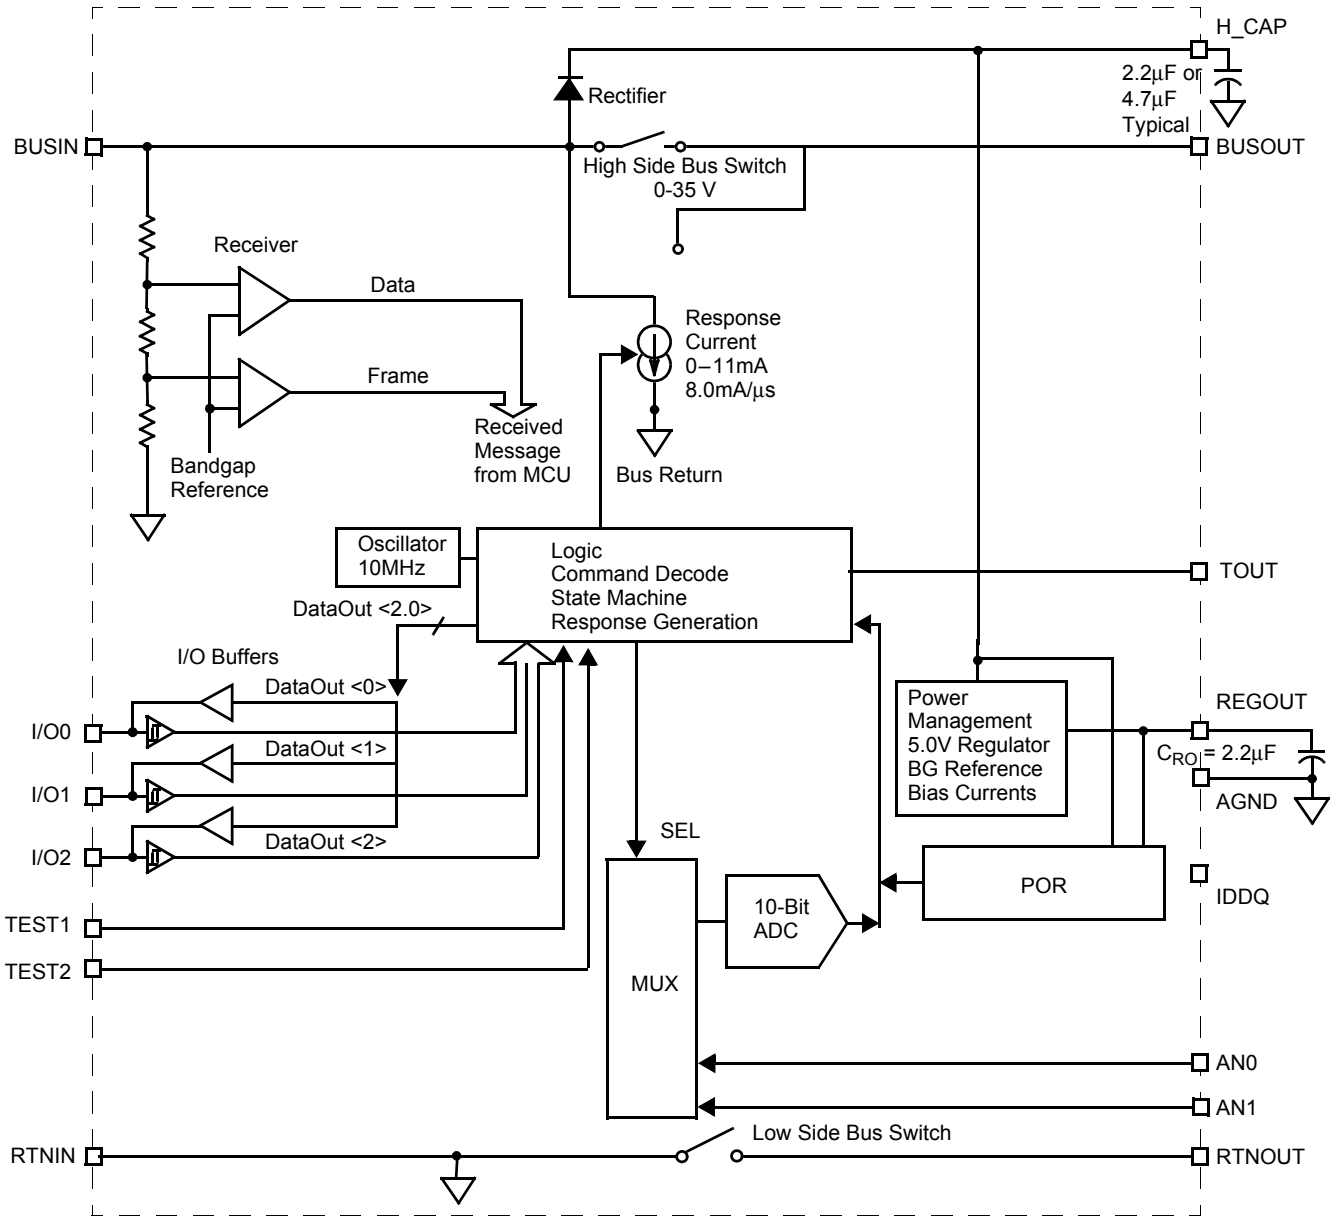 H_CAP
2.2μF or
4.7μF
Typical
Rectifier
BUSIN
BUSOUT
High Side Bus Switch
0-35 V
Receiver
Data
Response
Current
0–11mA
8.0mA/μs
Frame
Received
Message
from MCU
Bus Return
Bandgap
Reference
Oscillator
10MHz
Logic
Command Decode
State Machine
Response Generation
TOUT
DataOut <2.0>
I/O Buffers
DataOut <0>
I/O0
DataOut <1>
I/O1
DataOut <2>
I/O2
Power
Management
5.0V Regulator
BG Reference
Bias Currents
REGOUT
CRO = 2.2μF
AGND
SEL
POR
IDDQ
10-Bit
ADC
TEST1
TEST2
MUX
AN0
AN1
Low Side Bus Switch
RTNIN
RTNOUT